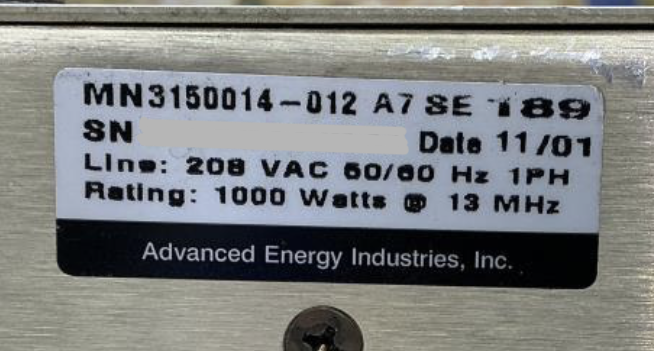 MN3150014-012 A7 SE 189
SN Date 11/01
Line: 208 VAC 50/60 Hz 1PH
Rating: 1000 Watts @ 13 MHz
Advanced Energy Industries, Inc.